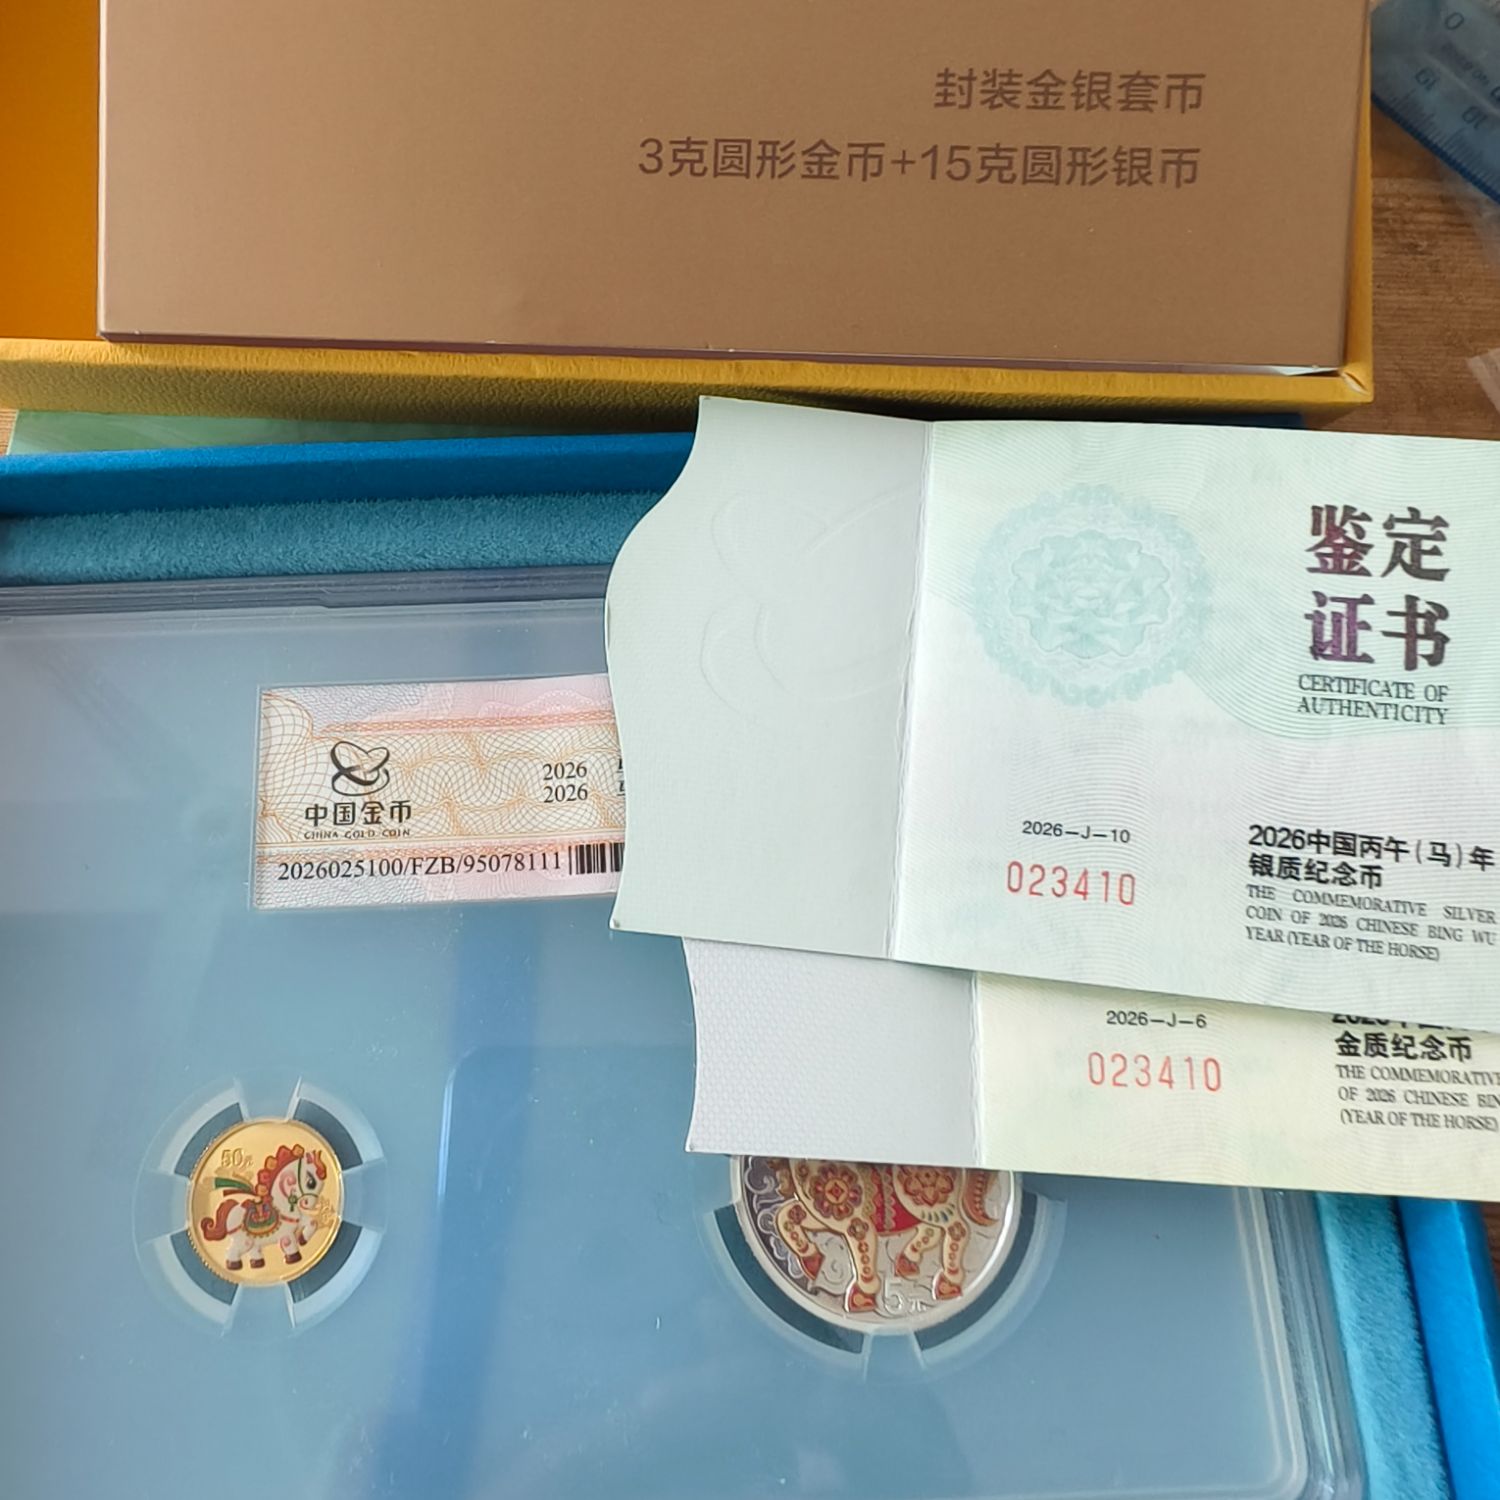 封装金银套币
3克圆形金币+15克圆形银币
鉴定
证书
CERTIFICATE OF
AUTHENTICITY
2026-J-10
023410
2026中国丙午(马)年
银质纪念币
THE COMMEMORATIVE SILVER
COIN OF 2026 CHINESE BING WU
YEAR (YEAR OF THE HORSE)
2026-J-6
023410
金质纪念币
THE COMMEMORATIVE
OF 2026 CHINESE BIN
(YEAR OF THE HORSE)
中国金币
CHINA GOLD COIN
2026
2026
2026025100/FZB/95078111
50元
5元